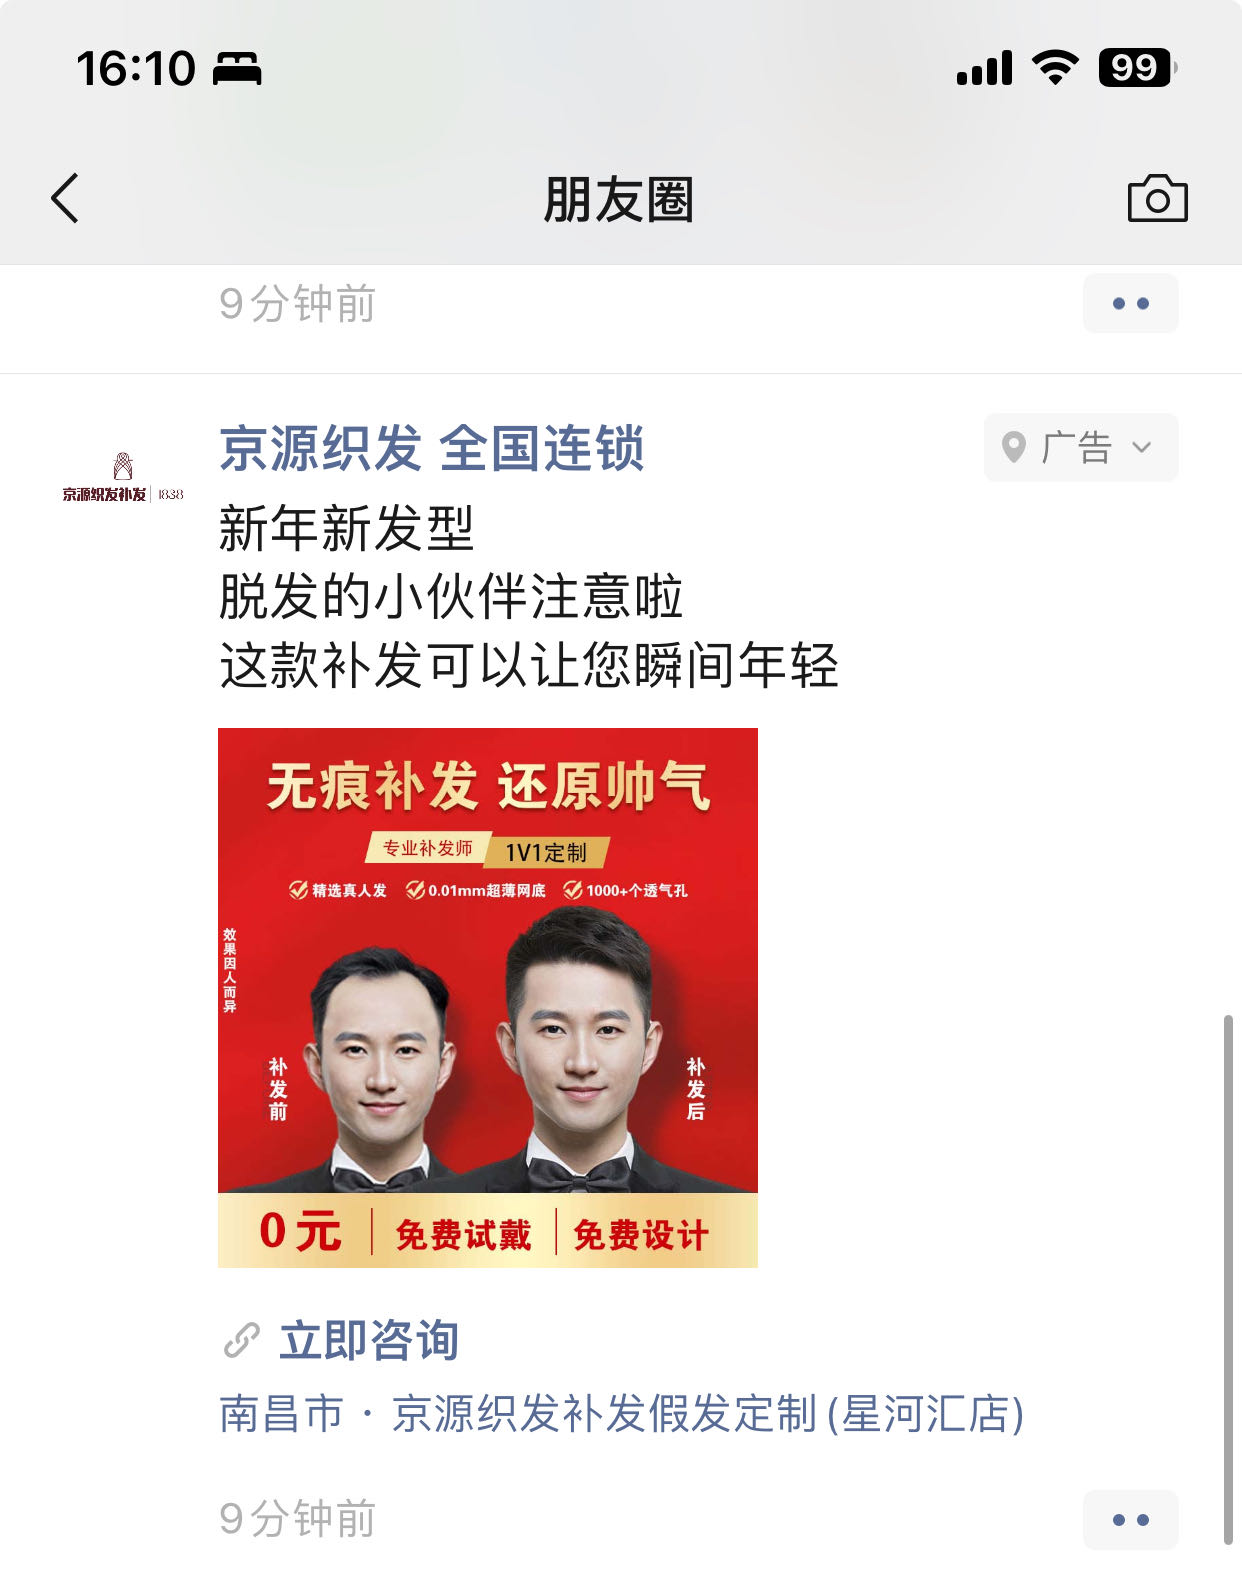 16:10
99
朋友圈
9分钟前
京源织发 全国连锁
广告
京源织发补发 1838
新年新发型
脱发的小伙伴注意啦
这款补发可以让您瞬间年轻
无痕补发 还原帅气
专业补发师 1V1定制
精选真人发 0.01mm超薄网底 1000+个透气孔
效果因人而异
补发前
补发后
0元 免费试戴 免费设计
立即咨询
南昌市 · 京源织发补发假发定制(星河汇店)
9分钟前